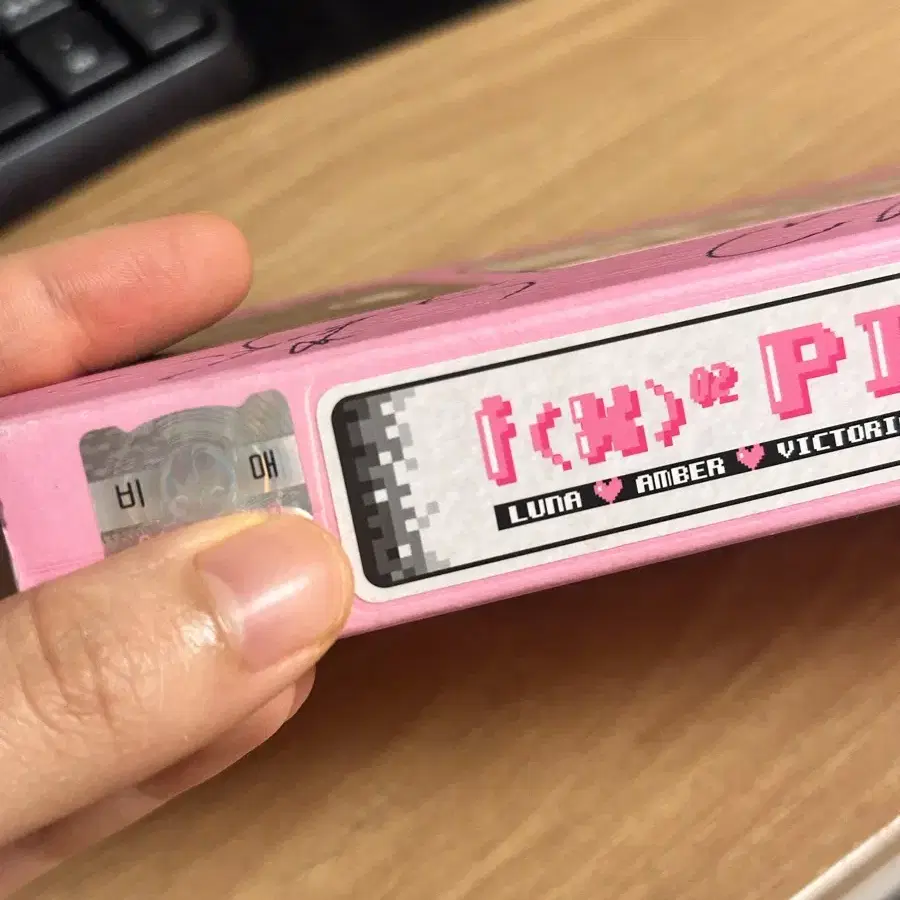 비 매
f(X)02 PI
LUNA ♥ AMBER ♥ VICTORI